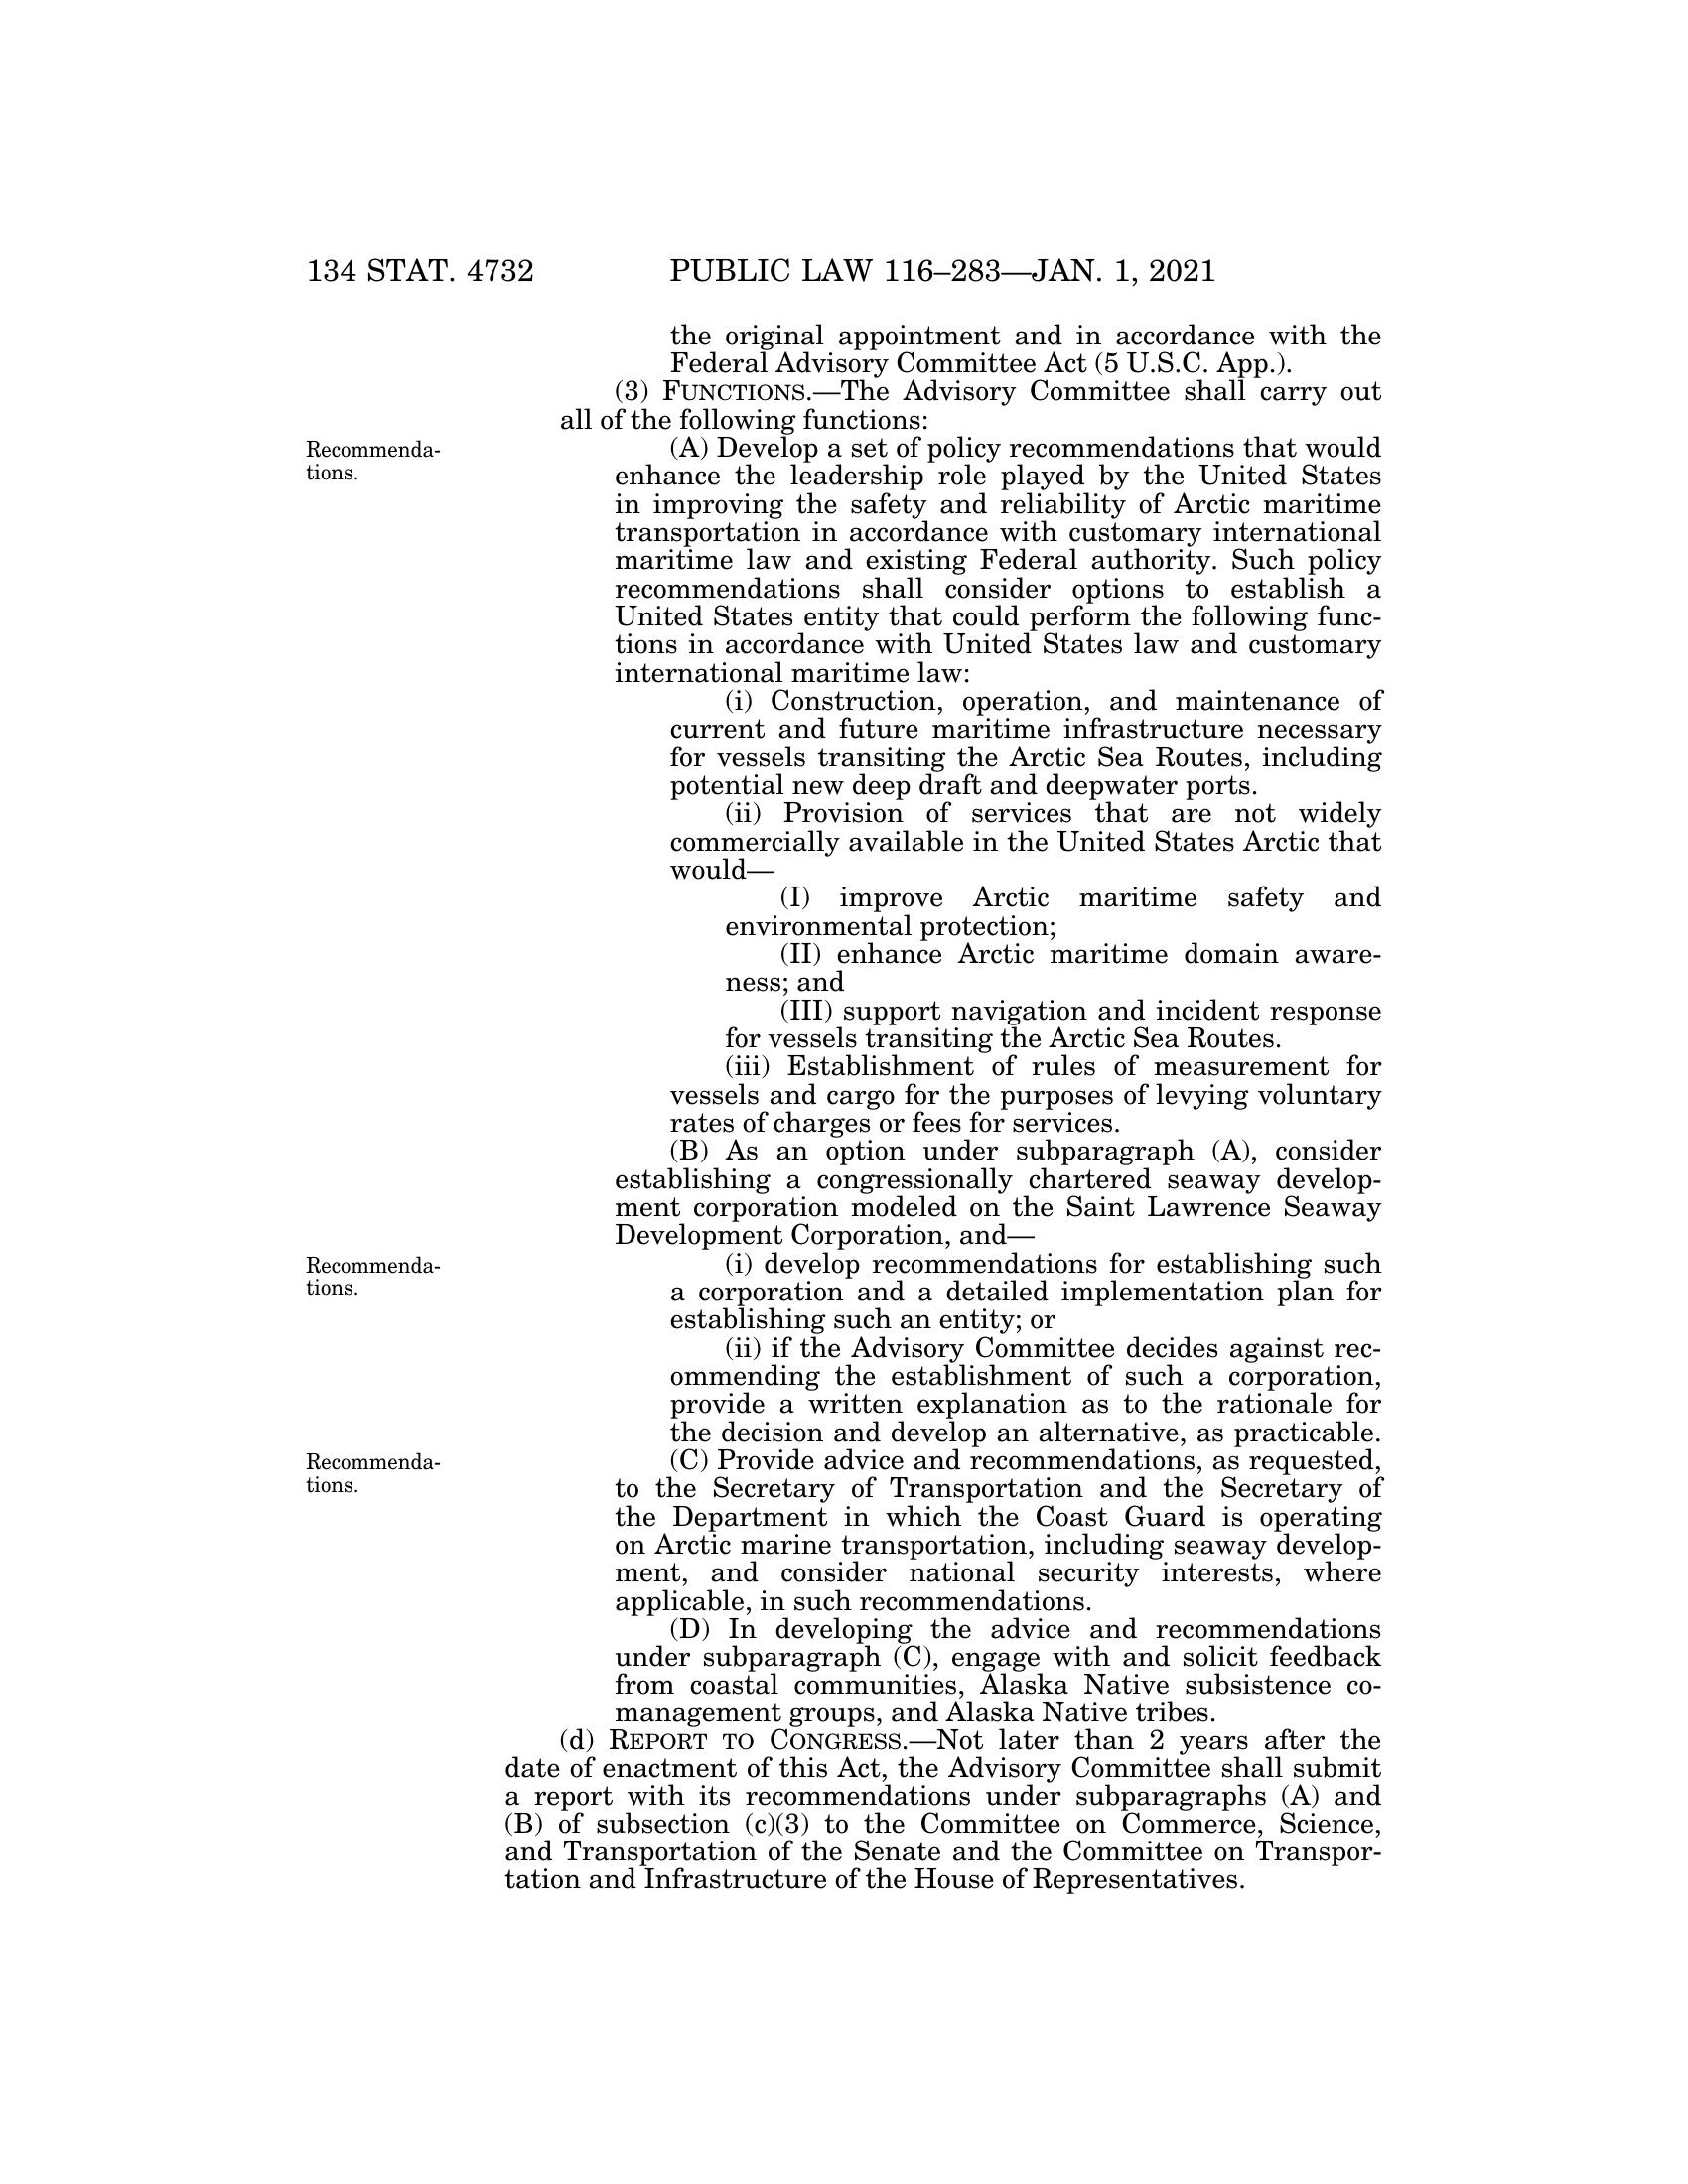 134 STAT. 4732
PUBLIC LAW 116–283—JAN. 1, 2021
the original appointment and in accordance with the
Federal Advisory Committee Act (5 U.S.C. App.).
(3) FUNCTIONS.—The Advisory Committee shall carry out
all of the following functions:
Recommenda-
tions.
(A) Develop a set of policy recommendations that would
enhance the leadership role played by the United States
in improving the safety and reliability of Arctic maritime
transportation in accordance with customary international
maritime law and existing Federal authority. Such policy
recommendations shall consider options to establish a
United States entity that could perform the following func-
tions in accordance with United States law and customary
international maritime law:
(i) Construction, operation, and maintenance of
current and future maritime infrastructure necessary
for vessels transiting the Arctic Sea Routes, including
potential new deep draft and deepwater ports.
(ii) Provision of services that are not widely
commercially available in the United States Arctic that
would—
(I) improve Arctic maritime safety and
environmental protection;
(II) enhance Arctic maritime domain aware-
ness; and
(III) support navigation and incident response
for vessels transiting the Arctic Sea Routes.
(iii) Establishment of rules of measurement for
vessels and cargo for the purposes of levying voluntary
rates of charges or fees for services.
(B) As an option under subparagraph (A), consider
establishing a congressionally chartered seaway develop-
ment corporation modeled on the Saint Lawrence Seaway
Development Corporation, and—
Recommenda-
tions.
(i) develop recommendations for establishing such
a corporation and a detailed implementation plan for
establishing such an entity; or
(ii) if the Advisory Committee decides against rec-
ommending the establishment of such a corporation,
provide a written explanation as to the rationale for
the decision and develop an alternative, as practicable.
Recommenda-
tions.
(C) Provide advice and recommendations, as requested,
to the Secretary of Transportation and the Secretary of
the Department in which the Coast Guard is operating
on Arctic marine transportation, including seaway develop-
ment, and consider national security interests, where
applicable, in such recommendations.
(D) In developing the advice and recommendations
under subparagraph (C), engage with and solicit feedback
from coastal communities, Alaska Native subsistence co-
management groups, and Alaska Native tribes.
(d) REPORT TO CONGRESS.—Not later than 2 years after the
date of enactment of this Act, the Advisory Committee shall submit
a report with its recommendations under subparagraphs (A) and
(B) of subsection (c)(3) to the Committee on Commerce, Science,
and Transportation of the Senate and the Committee on Transpor-
tation and Infrastructure of the House of Representatives.